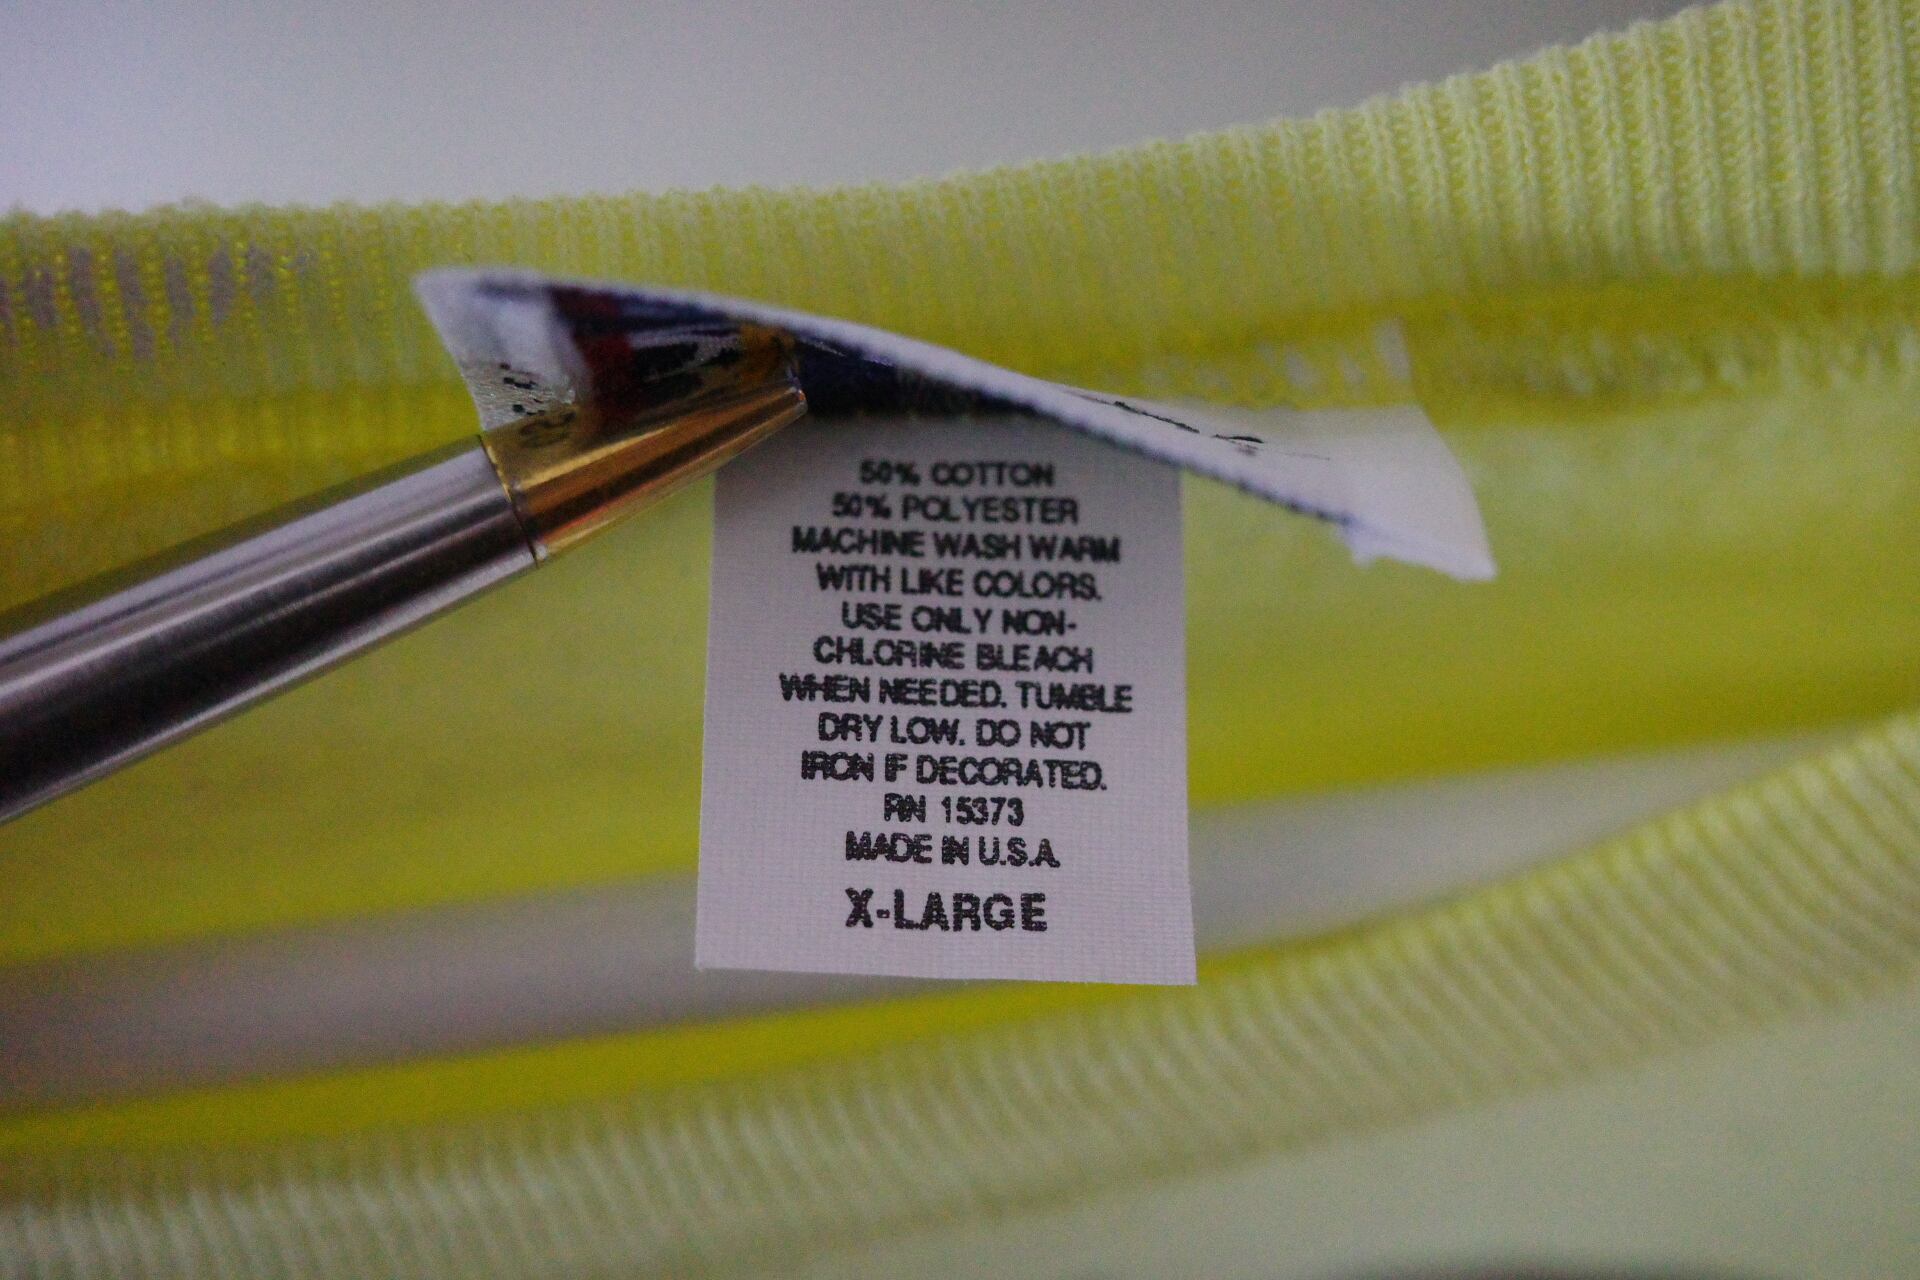 50% COTTON
50% POLYESTER
MACHINE WASH WARM
WITH LIKE COLORS.
USE ONLY NON-
CHLORINE BLEACH
WHEN NEEDED. TUMBLE
DRY LOW. DO NOT
IRON IF DECORATED.
RN 15373
MADE IN U.S.A.
X-LARGE